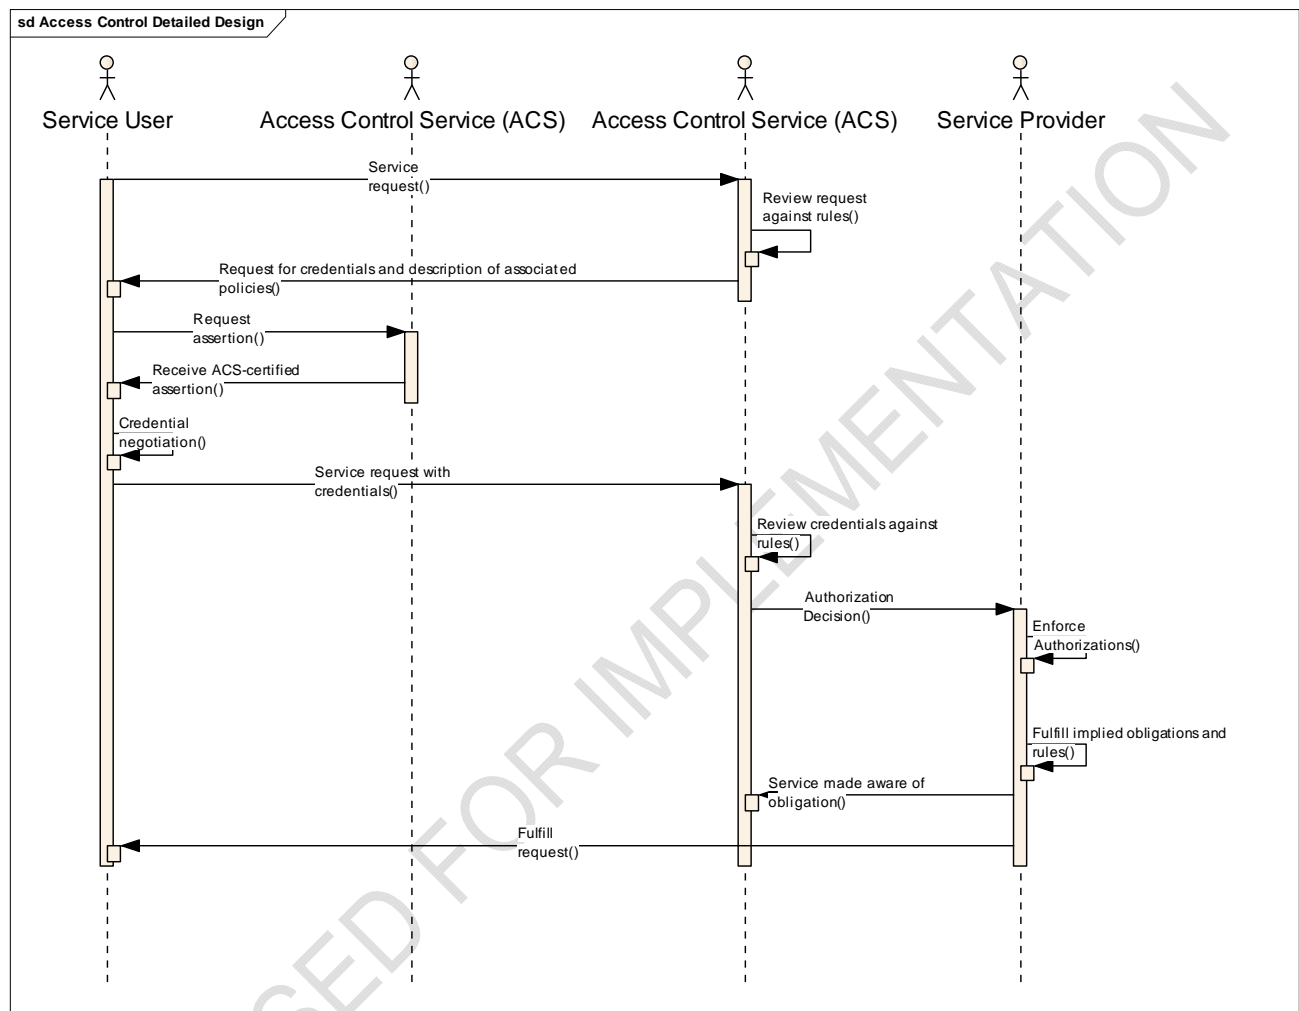 sd Access Control Detailed Design
Service User
Access Control Service (ACS)
Access Control Service (ACS)
Service Provider
Service
request()
Review request
against rules()
Request for credentials and description of associated
policies()
Request
assertion()
Receive ACS-certified
assertion()
Credential
negotiation()
Service request with
credentials()
Review credentials against
rules()
Authorization
Decision()
Enforce
Authorizations()
Fulfill implied obligations and
rules()
Service made aware of
obligation()
Fulfill
request()
FOR IMPLEMENTATION